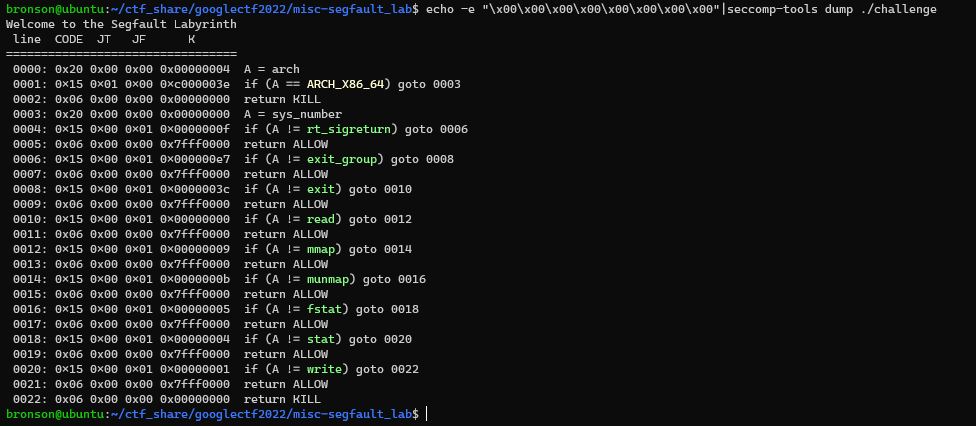 bronson@ubuntu:~/ctf_share/googlectf2022/misc-segfault_lab$ echo -e "\x00\x00\x00\x00\x00\x00\x00\x00"|seccomp-tools dump ./challenge
Welcome to the Segfault Labyrinth
 line  CODE  JT   JF      K
=================================
 0000: 0x20 0x00 0x00 0x00000004  A = arch
 0001: 0x15 0x01 0x00 0xc000003e  if (A == ARCH_X86_64) goto 0003
 0002: 0x06 0x00 0x00 0x00000000  return KILL
 0003: 0x20 0x00 0x00 0x00000000  A = sys_number
 0004: 0x15 0x00 0x01 0x0000000f  if (A != rt_sigreturn) goto 0006
 0005: 0x06 0x00 0x00 0x7fff0000  return ALLOW
 0006: 0x15 0x00 0x01 0x000000e7  if (A != exit_group) goto 0008
 0007: 0x06 0x00 0x00 0x7fff0000  return ALLOW
 0008: 0x15 0x00 0x01 0x0000003c  if (A != exit) goto 0010
 0009: 0x06 0x00 0x00 0x7fff0000  return ALLOW
 0010: 0x15 0x00 0x01 0x00000000  if (A != read) goto 0012
 0011: 0x06 0x00 0x00 0x7fff0000  return ALLOW
 0012: 0x15 0x00 0x01 0x00000009  if (A != mmap) goto 0014
 0013: 0x06 0x00 0x00 0x7fff0000  return ALLOW
 0014: 0x15 0x00 0x01 0x0000000b  if (A != munmap) goto 0016
 0015: 0x06 0x00 0x00 0x7fff0000  return ALLOW
 0016: 0x15 0x00 0x01 0x00000005  if (A != fstat) goto 0018
 0017: 0x06 0x00 0x00 0x7fff0000  return ALLOW
 0018: 0x15 0x00 0x01 0x00000004  if (A != stat) goto 0020
 0019: 0x06 0x00 0x00 0x7fff0000  return ALLOW
 0020: 0x15 0x00 0x01 0x00000001  if (A != write) goto 0022
 0021: 0x06 0x00 0x00 0x7fff0000  return ALLOW
 0022: 0x06 0x00 0x00 0x00000000  return KILL
bronson@ubuntu:~/ctf_share/googlectf2022/misc-segfault_lab$